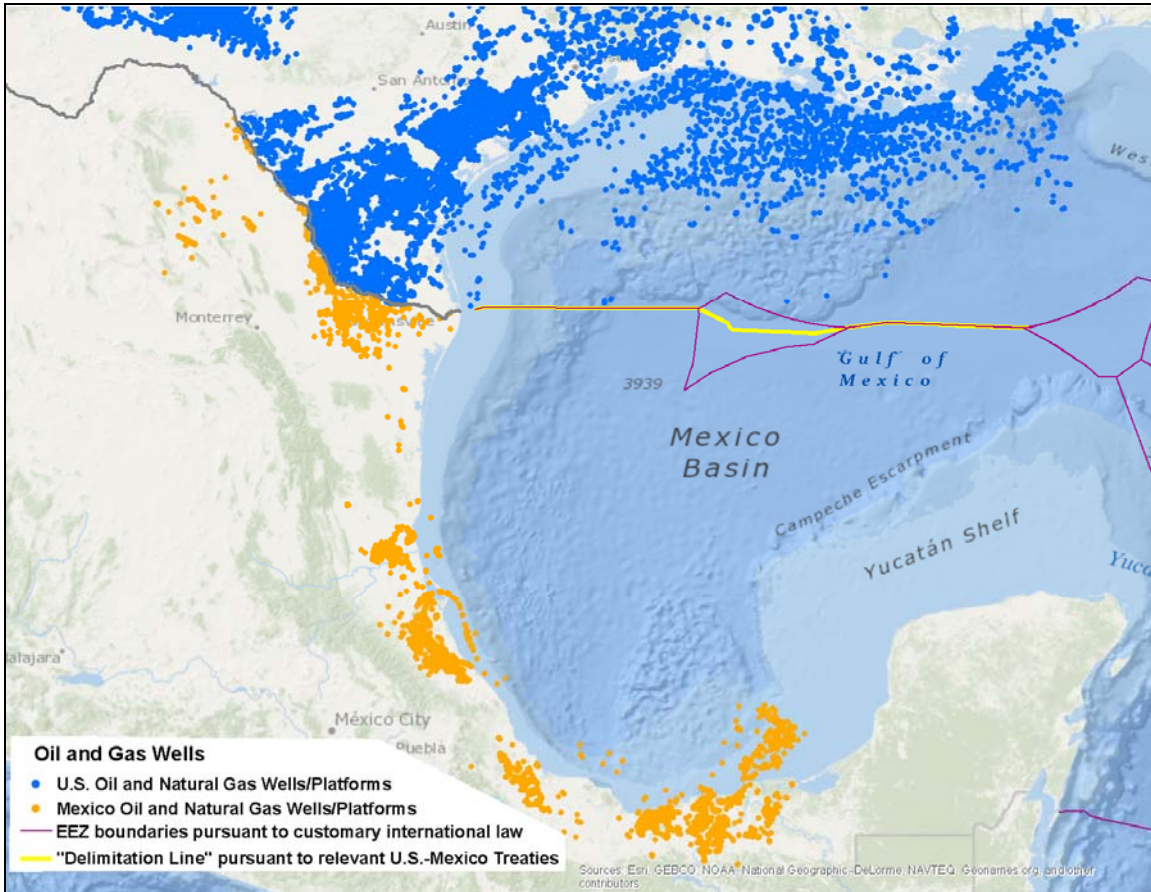 Austin
San Antonio
West
Monterrey
Gulf of
Mexico
3939
Mexico
Basin
Campeche Escarpment
Yucatán Shelf
México City
Puebla
Oil and Gas Wells
U.S. Oil and Natural Gas Wells/Platforms
Mexico Oil and Natural Gas Wells/Platforms
EEZ boundaries pursuant to customary international law
"Delimitation Line" pursuant to relevant U.S.-Mexico Treaties
Sources: Esri, GEBCO, NOAA, National Geographic, DeLorme, NAVTEQ, Geonames.org, and other
contributors